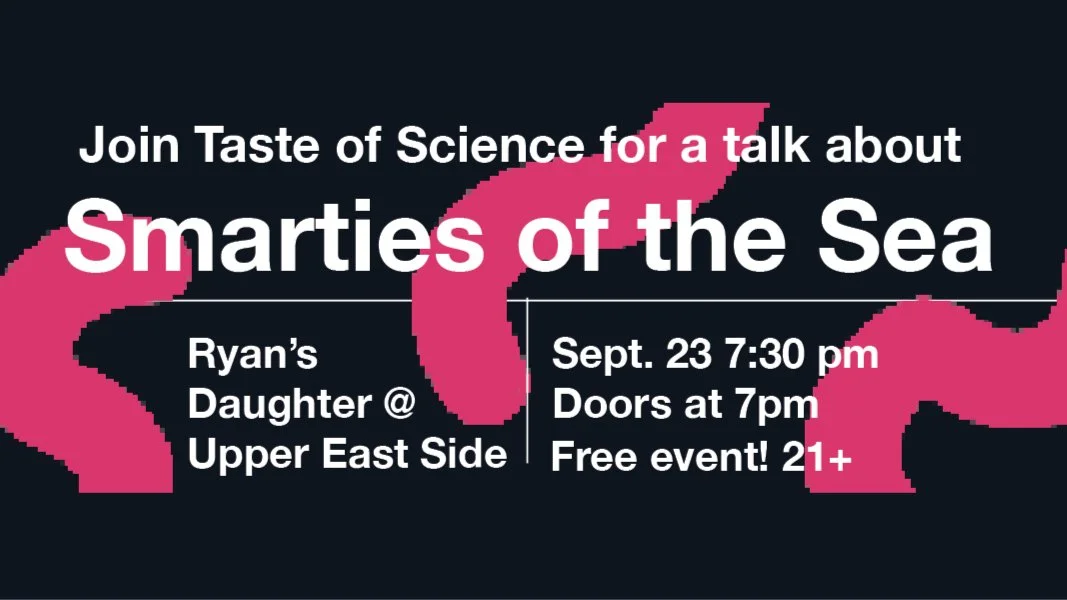 Join Taste of Science for a talk about
Smarties of the Sea
Ryan’s
Daughter @
Upper East Side
Sept. 23 7:30 pm
Doors at 7pm
Free event! 21+